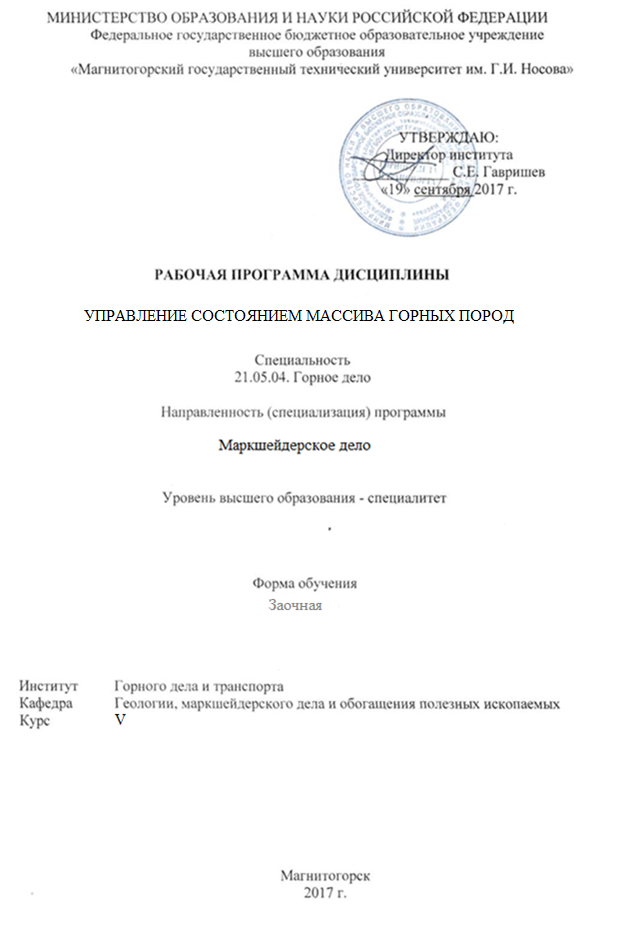 МИНИСТЕРСТВО ОБРАЗОВАНИЯ И НАУКИ РОССИЙСКОЙ ФЕДЕРАЦИИ
Федеральное государственное бюджетное образовательное учреждение
высшего образования
«Магнитогорский государственный технический университет им. Г.И. Носова»
УТВЕРЖДАЮ:
Директор института
С.Е. Гавришев
«19» сентября 2017 г.
РАБОЧАЯ ПРОГРАММА ДИСЦИПЛИНЫ
УПРАВЛЕНИЕ СОСТОЯНИЕМ МАССИВА ГОРНЫХ ПОРОД
Специальность
21.05.04. Горное дело
Направленность (специализация) программы
Маркшейдерское дело
Уровень высшего образования - специалитет
Форма обучения
Заочная
Институт Горного дела и транспорта
Кафедра Геологии, маркшейдерского дела и обогащения полезных ископаемых
Курс V
Магнитогорск
2017 г.